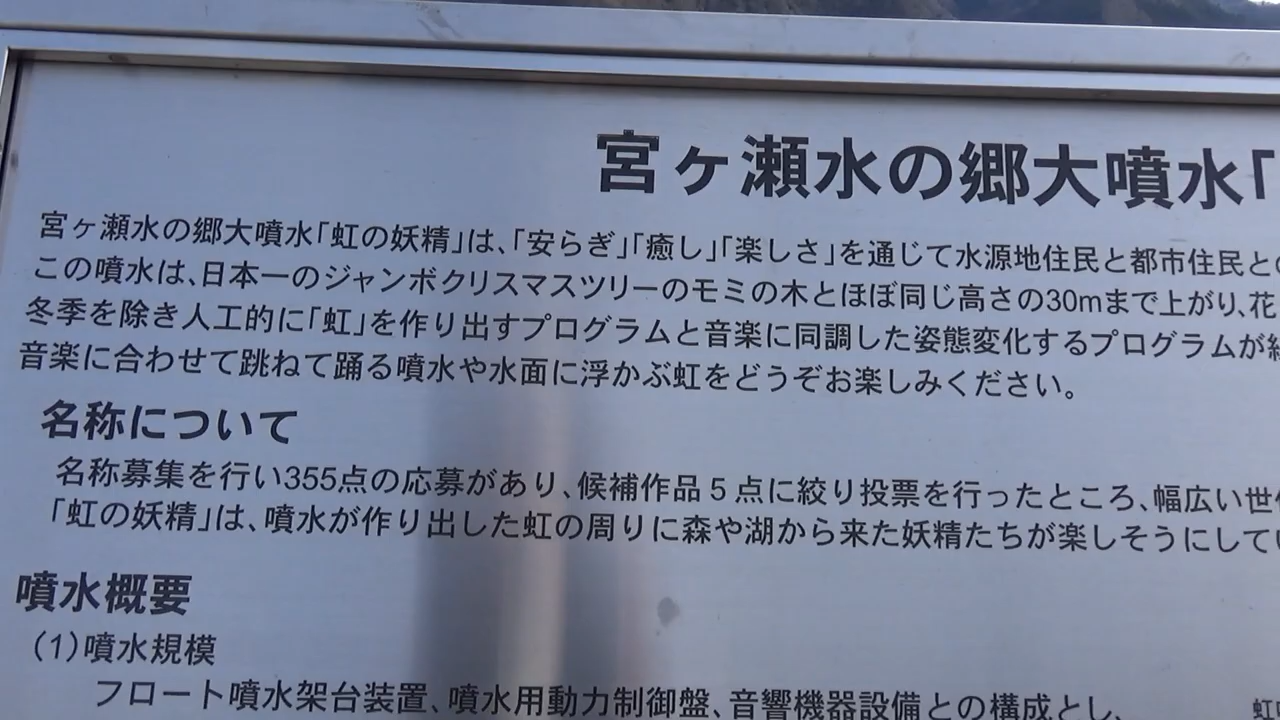 宮ヶ瀬水の郷大噴水「
宮ヶ瀬水の郷大噴水「虹の妖精」は、「安らぎ」「癒し」「楽しさ」を通じて水源地住民と都市住民との
この噴水は、日本一のジャンボクリスマスツリーのモミの木とほぼ同じ高さの30mまで上がり、花
冬季を除き人工的に「虹」を作り出すプログラムと音楽に同調した姿態変化するプログラムが
音楽に合わせて跳ねて踊る噴水や水面に浮かぶ虹をどうぞお楽しみください。
名称について
名称募集を行い355点の応募があり、候補作品5点に絞り投票を行ったところ、幅広い世
「虹の妖精」は、噴水が作り出した虹の周りに森や湖から来た妖精たちが楽しそうにしてい
噴水概要
(1)噴水規模
フロート噴水架台装置、噴水用動力制御盤、音響機器設備との構成とし、
虹